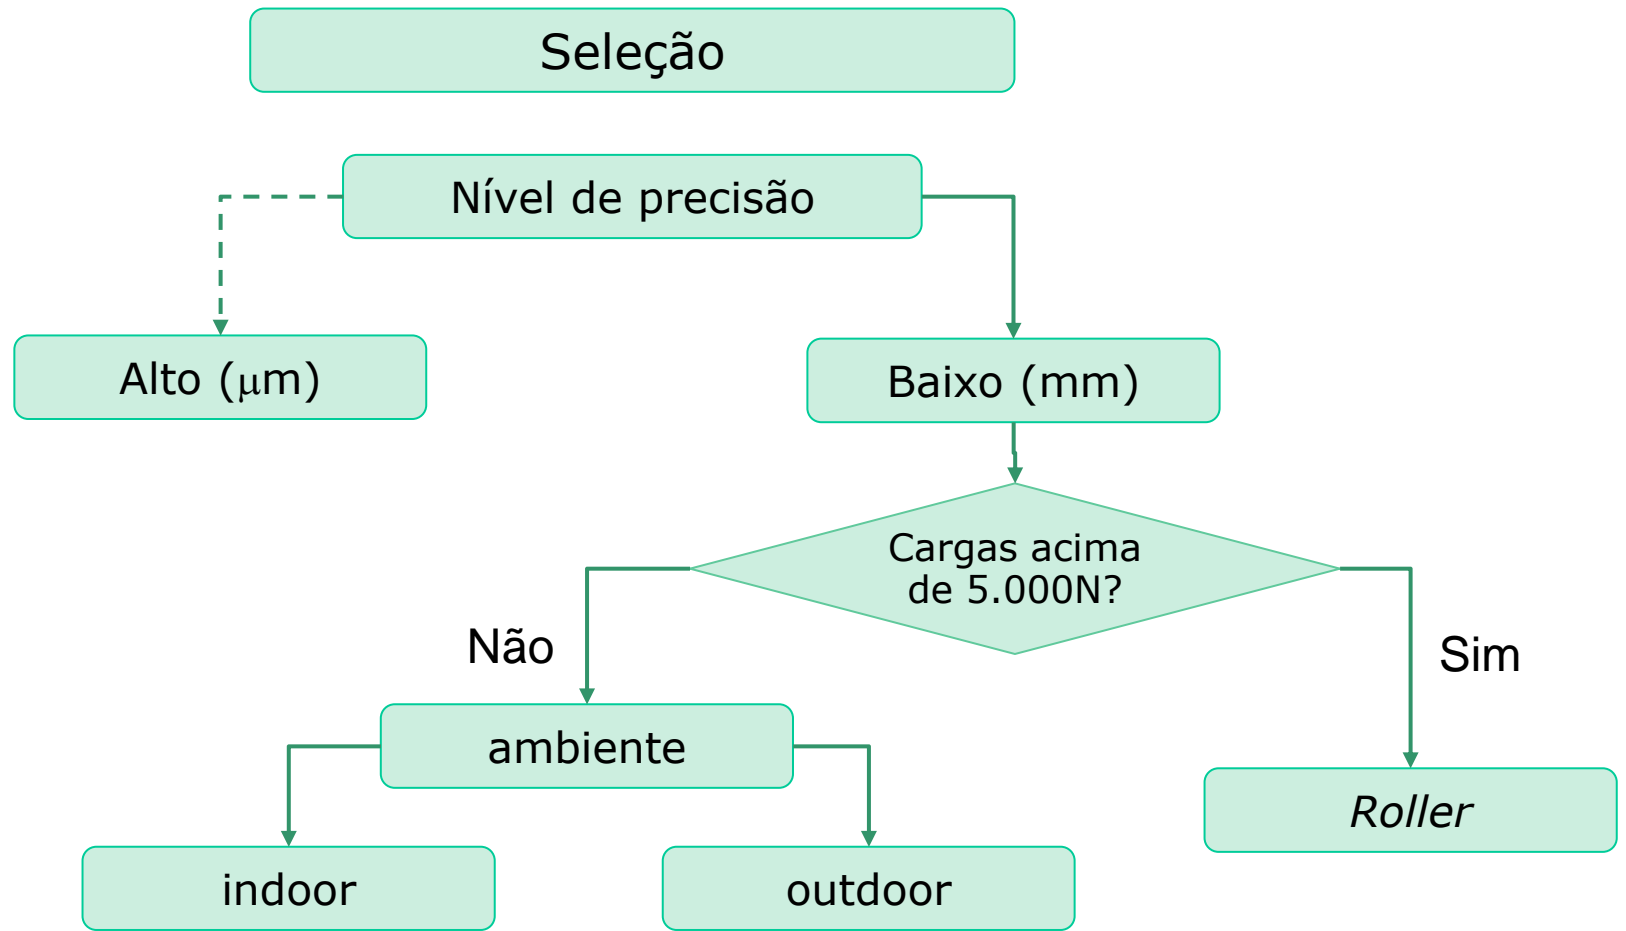 Seleção
Nível de precisão
Alto (μm)
Baixo (mm)
Cargas acima
de 5.000N?
Não
Sim
ambiente
Roller
indoor
outdoor